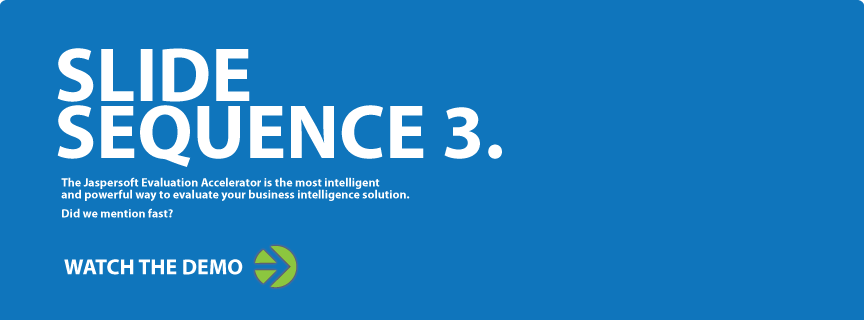 SLIDE
SEQUENCE 3.
The Jaspersoft Evaluation Accelerator is the most intelligent
and powerful way to evaluate your business intelligence solution.
Did we mention fast?
WATCH THE DEMO